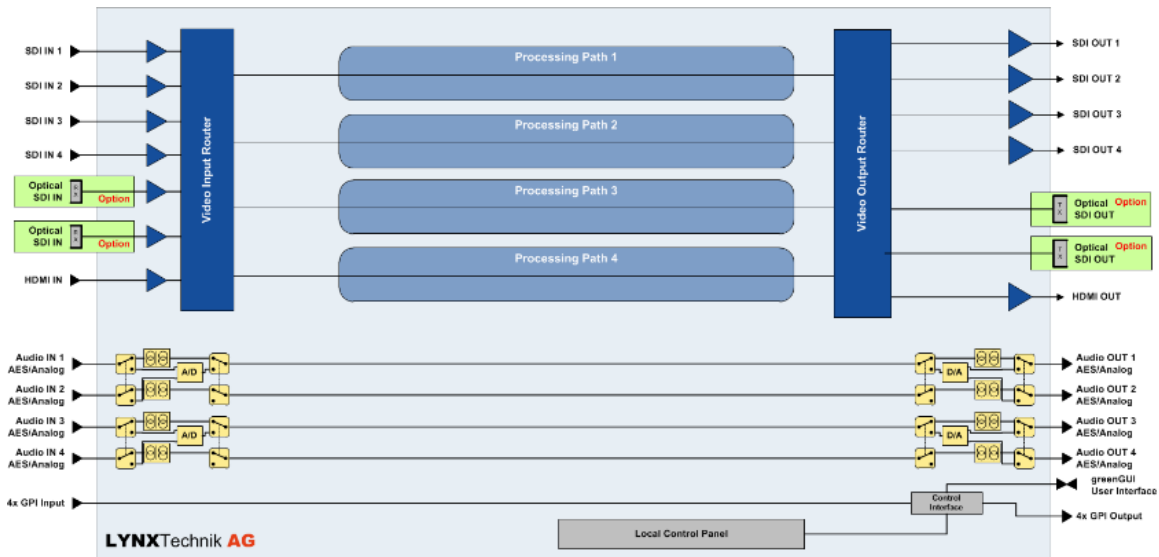 SDI IN 1
SDI IN 2
SDI IN 3
SDI IN 4
Optical
SDI IN
R
X
Option
Optical
SDI IN
R
X
Option
HDMI IN
Video Input Router
Processing Path 1
Processing Path 2
Processing Path 3
Processing Path 4
Video Output Router
SDI OUT 1
SDI OUT 2
SDI OUT 3
SDI OUT 4
T
X
Optical Option
SDI OUT
T
X
Optical Option
SDI OUT
HDMI OUT
Audio IN 1
AES/Analog
A/D
Audio IN 2
AES/Analog
Audio IN 3
AES/Analog
A/D
Audio IN 4
AES/Analog
D/A
Audio OUT 1
AES/Analog
Audio OUT 2
AES/Analog
D/A
Audio OUT 3
AES/Analog
Audio OUT 4
AES/Analog
greenGUI
User Interface
4x GPI Input
Control
Interface
4x GPI Output
Local Control Panel
LYNXTechnik AG